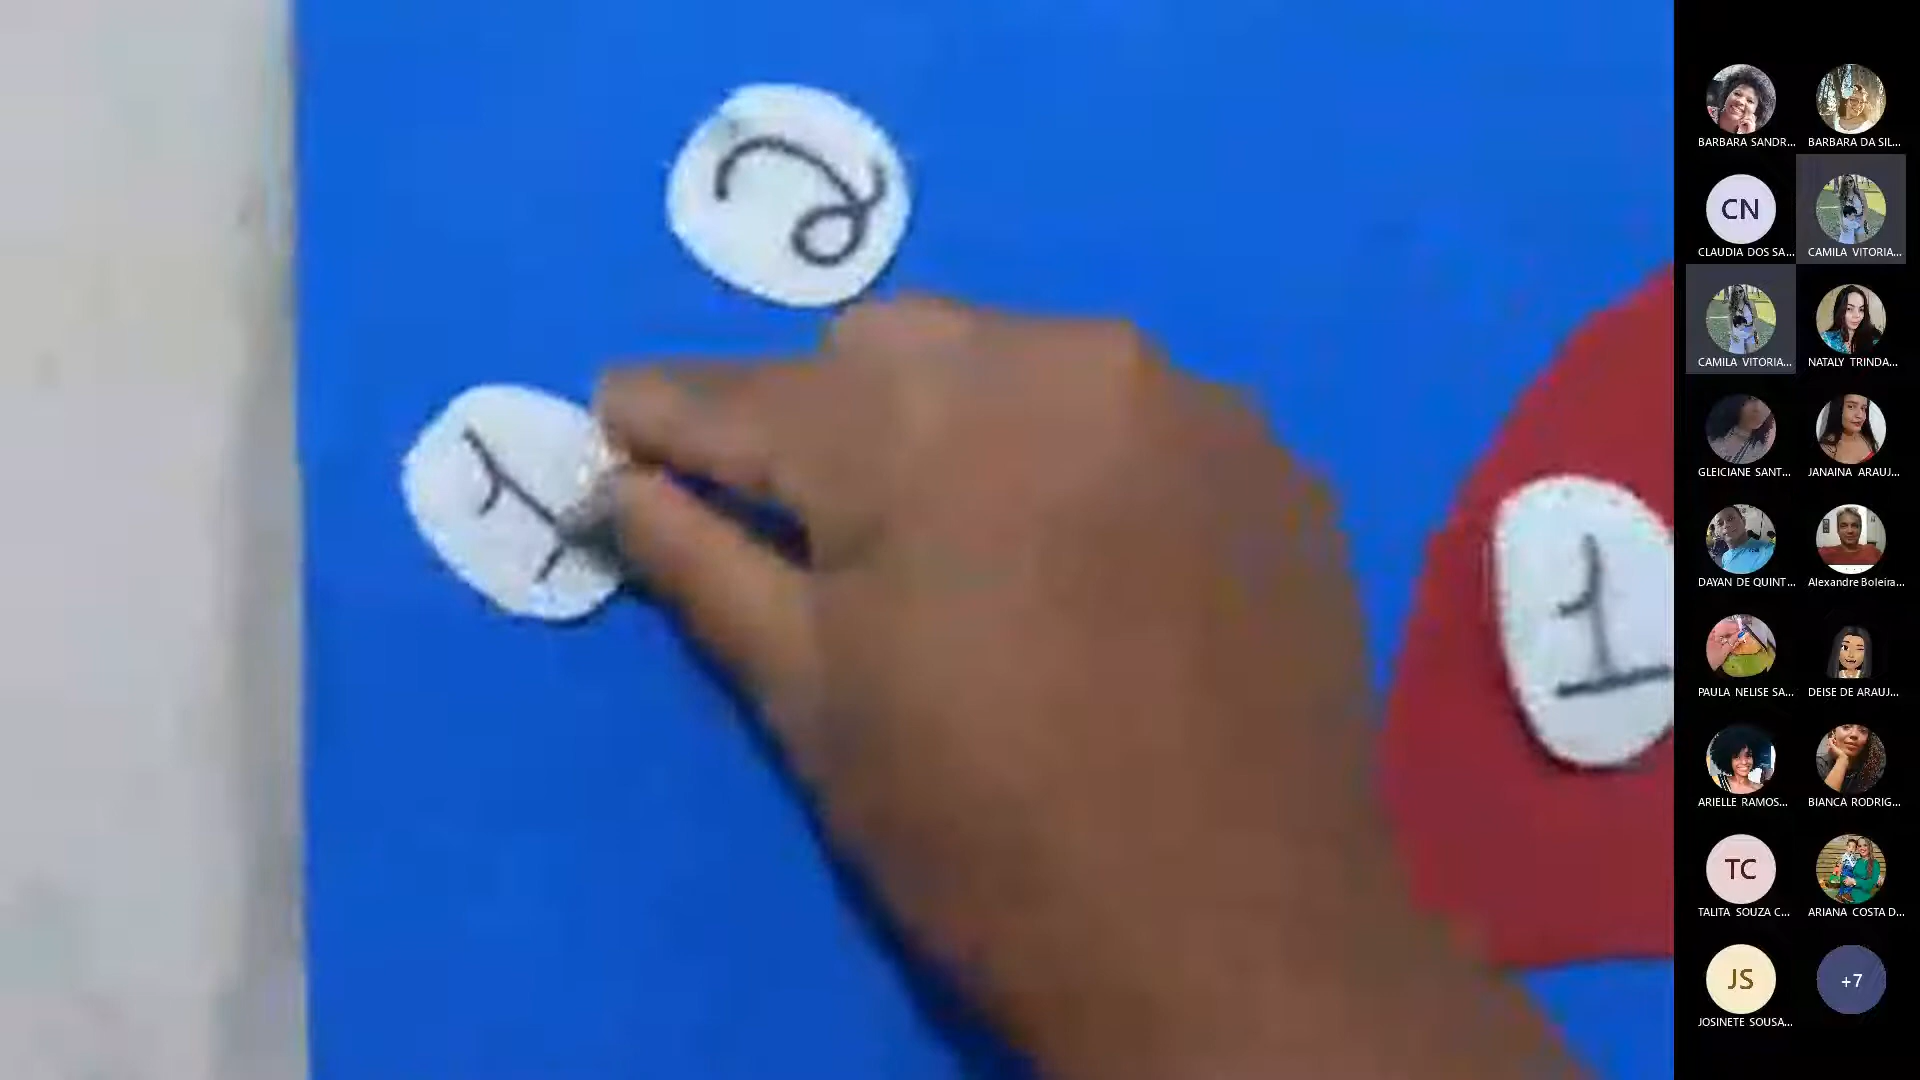 2
1
1
BARBARA SANDR...
BARBARA DA SIL...
CN
CLAUDIA DOS SA...
CAMILA VITORIA...
CAMILA VITORIA...
NATALY TRINDA...
GLEICIANE SANT...
JANAINA ARAUJ...
DAYAN DE QUINT...
Alexandre Boleira...
PAULA NELISE SA...
DEISE DE ARAUJ...
ARIELLE RAMOS...
BIANCA RODRIG...
TC
TALITA SOUZA C...
ARIANA COSTA D...
JS
+7
JOSINETE SOUSA...